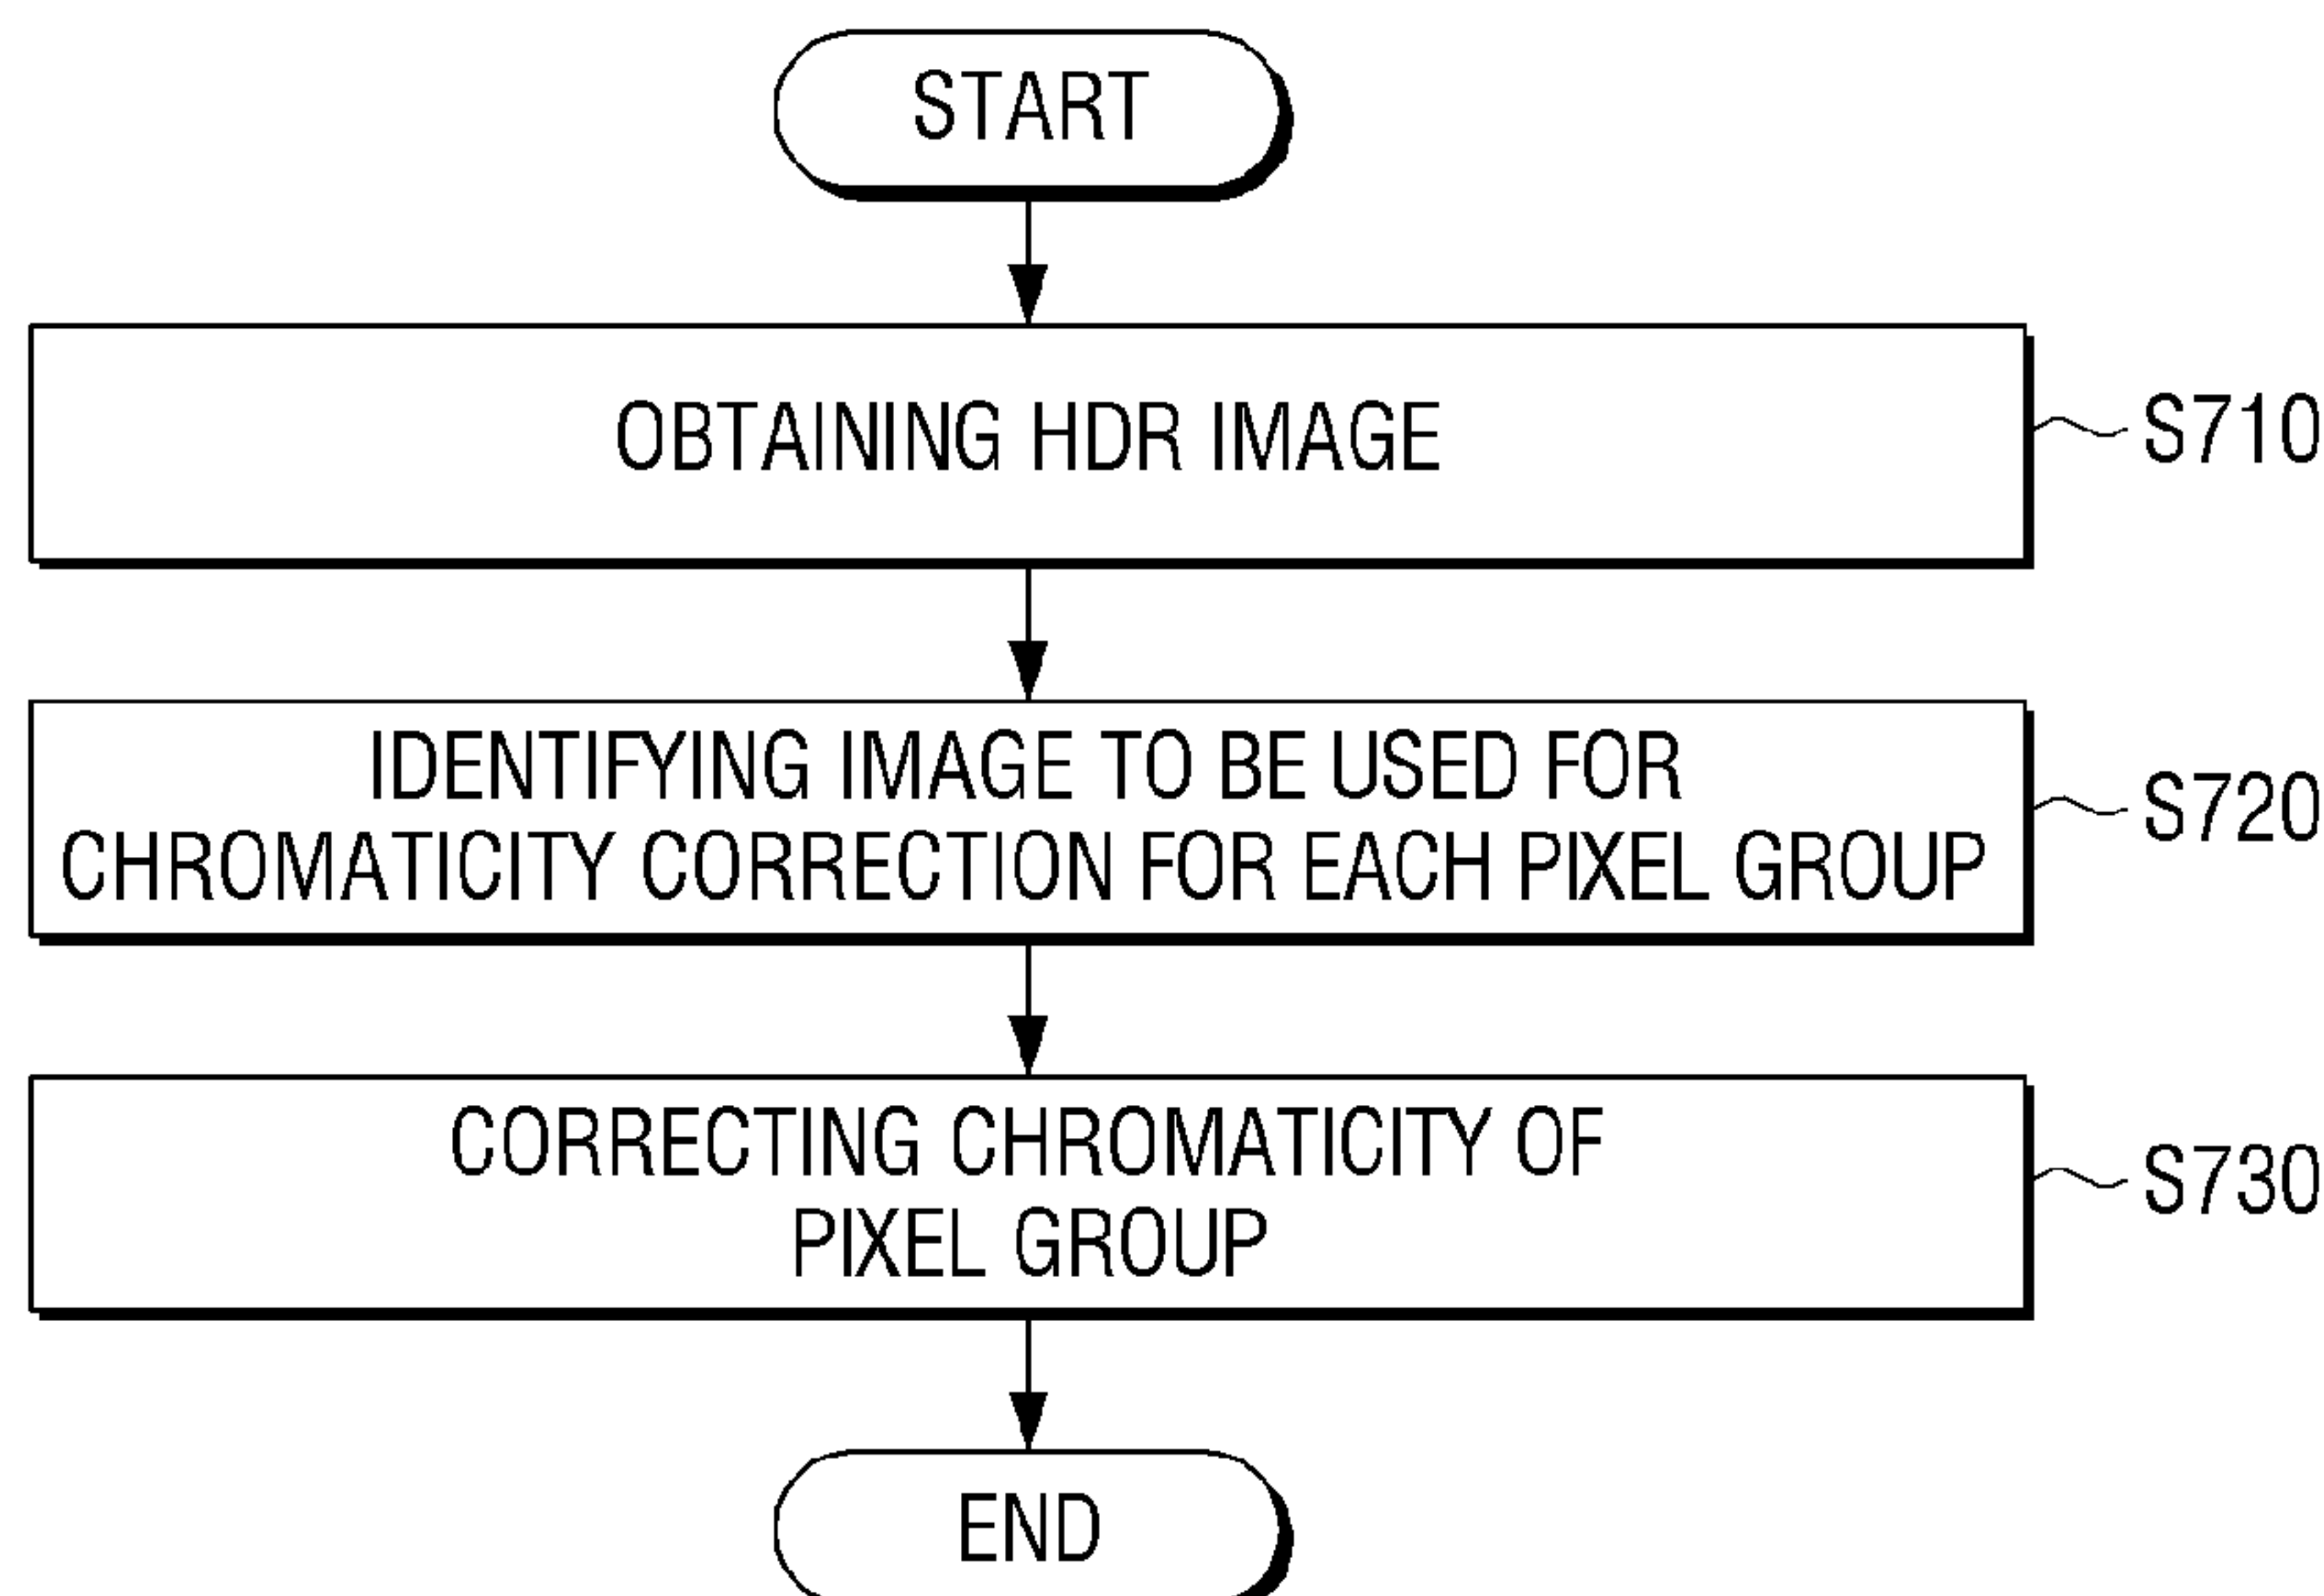 START
OBTAINING HDR IMAGE
S710
IDENTIFYING IMAGE TO BE USED FOR
CHROMATICITY CORRECTION FOR EACH PIXEL GROUP
S720
CORRECTING CHROMATICITY OF
PIXEL GROUP
S730
END